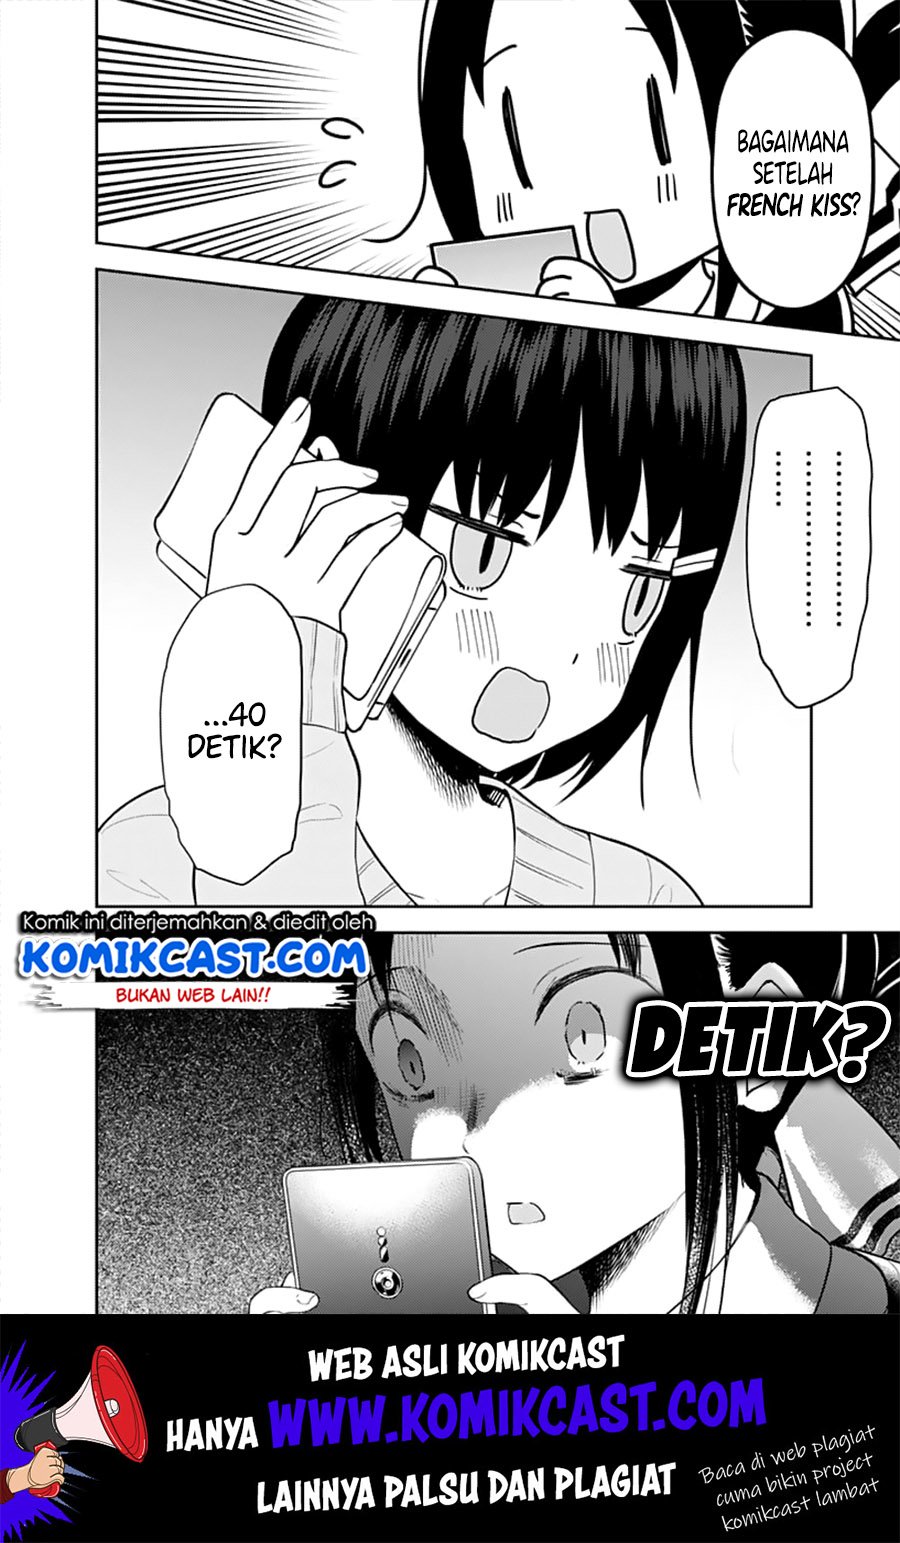 BAGAIMANA
SETELAH
FRENCH KISS?
...40
DETIK?
Komik ini diterjemahkan & diedit oleh
KOMIKCAST.COM
BUKAN WEB LAIN!!
DETIK?
WEB ASLI KOMIKCAST
HANYA WWW.KOMIKCAST.COM
LAINNYA PALSU DAN PLAGIAT
Baca di web plagiat
cuma bikin project
komikcast lambat